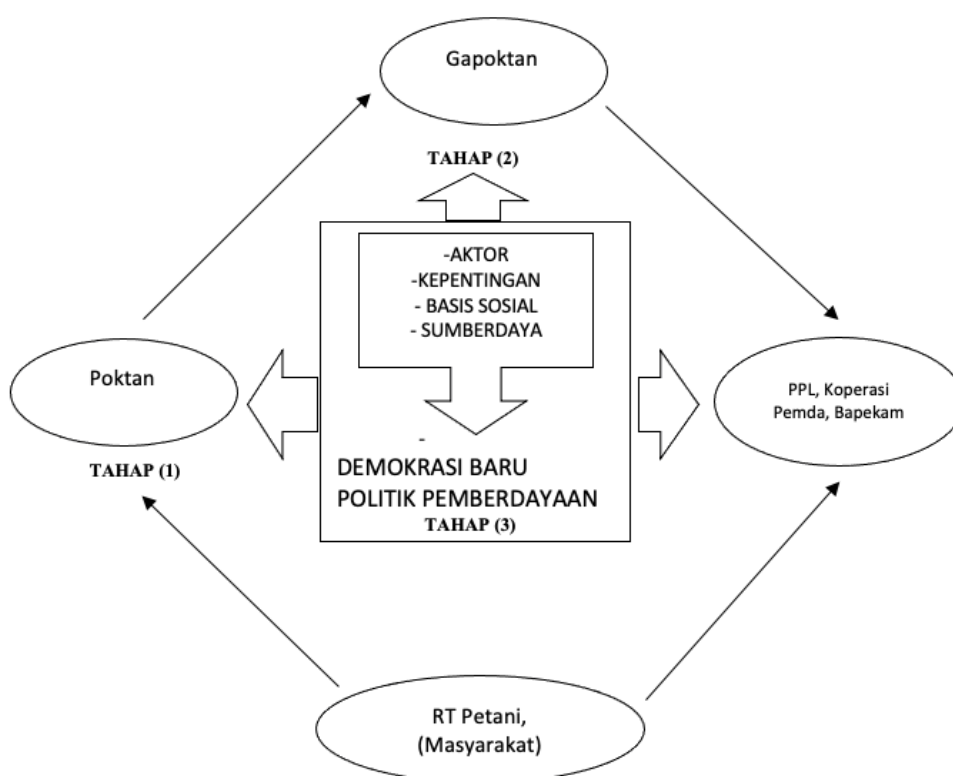 Gapoktan
TAHAP (2)
-AKTOR
-KEPENTINGAN
- BASIS SOSIAL
- SUMBERDAYA
Poktan
TAHAP (1)
PPL, Koperasi
Pemda, Bapekam
-
DEMOKRASI BARU
POLITIK PEMBERDAYAAN
TAHAP (3)
RT Petani,
(Masyarakat)